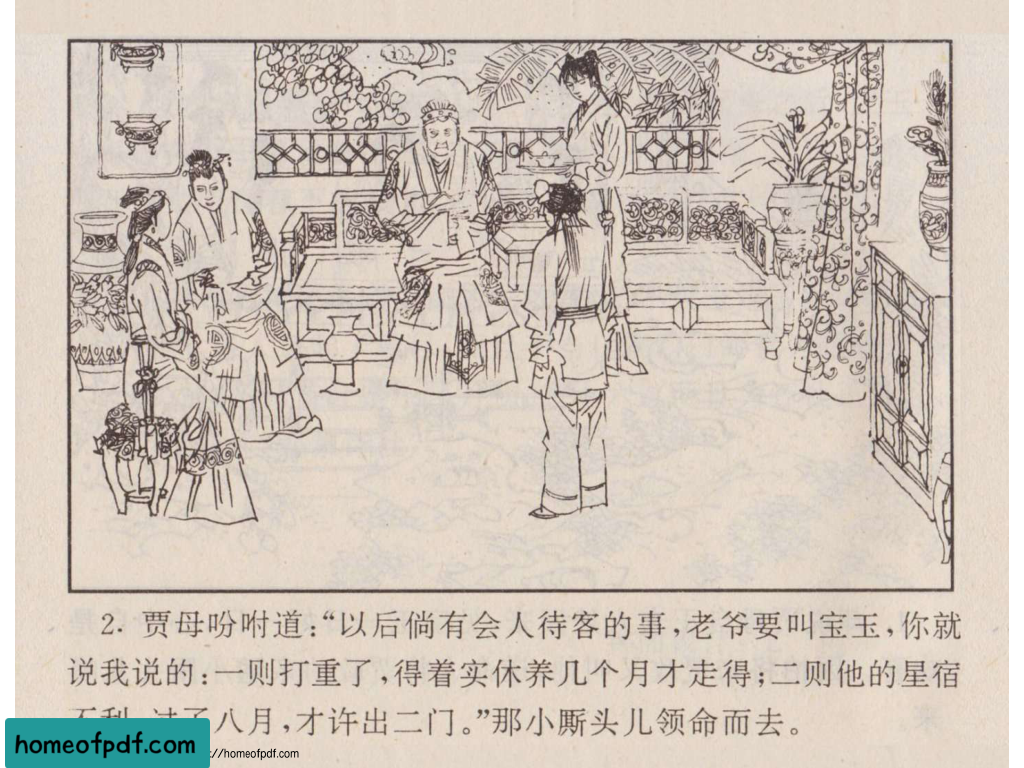 2. 贾母吩咐道:“以后倘有会人待客的事,老爷要叫宝玉,你就
说我说的:一则打重了,得着实休养几个月才走得;二则他的星宿
不利,过了八月,才许出二门。”那小厮头儿领命而去。
homeofpdf.com
://homeofpdf.com